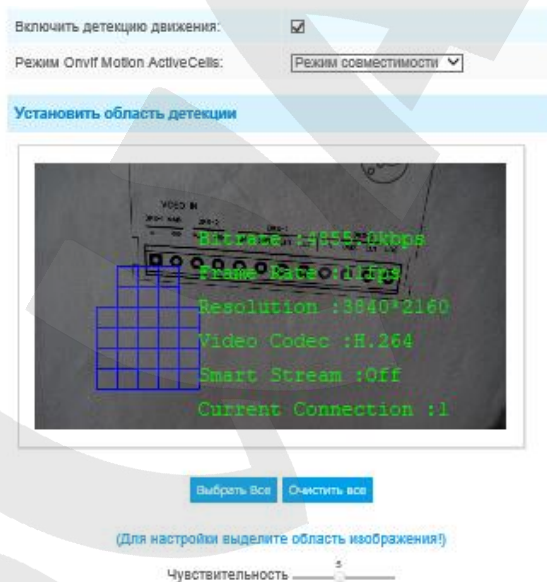 Включить детекцию движения:
Режим Onvif Motion ActiveCells: Режим совместимости
Установить область детекции
VIDEO IN
Bitrate :4855.0kbps
Frame Rate :11fps
Resolution :3840*2160
Video Codec :H.264
Smart Stream :Off
Current Connection :1
Выбрать Все Очистить все
(Для настройки выделите область изображения!)
5
Чувствительность